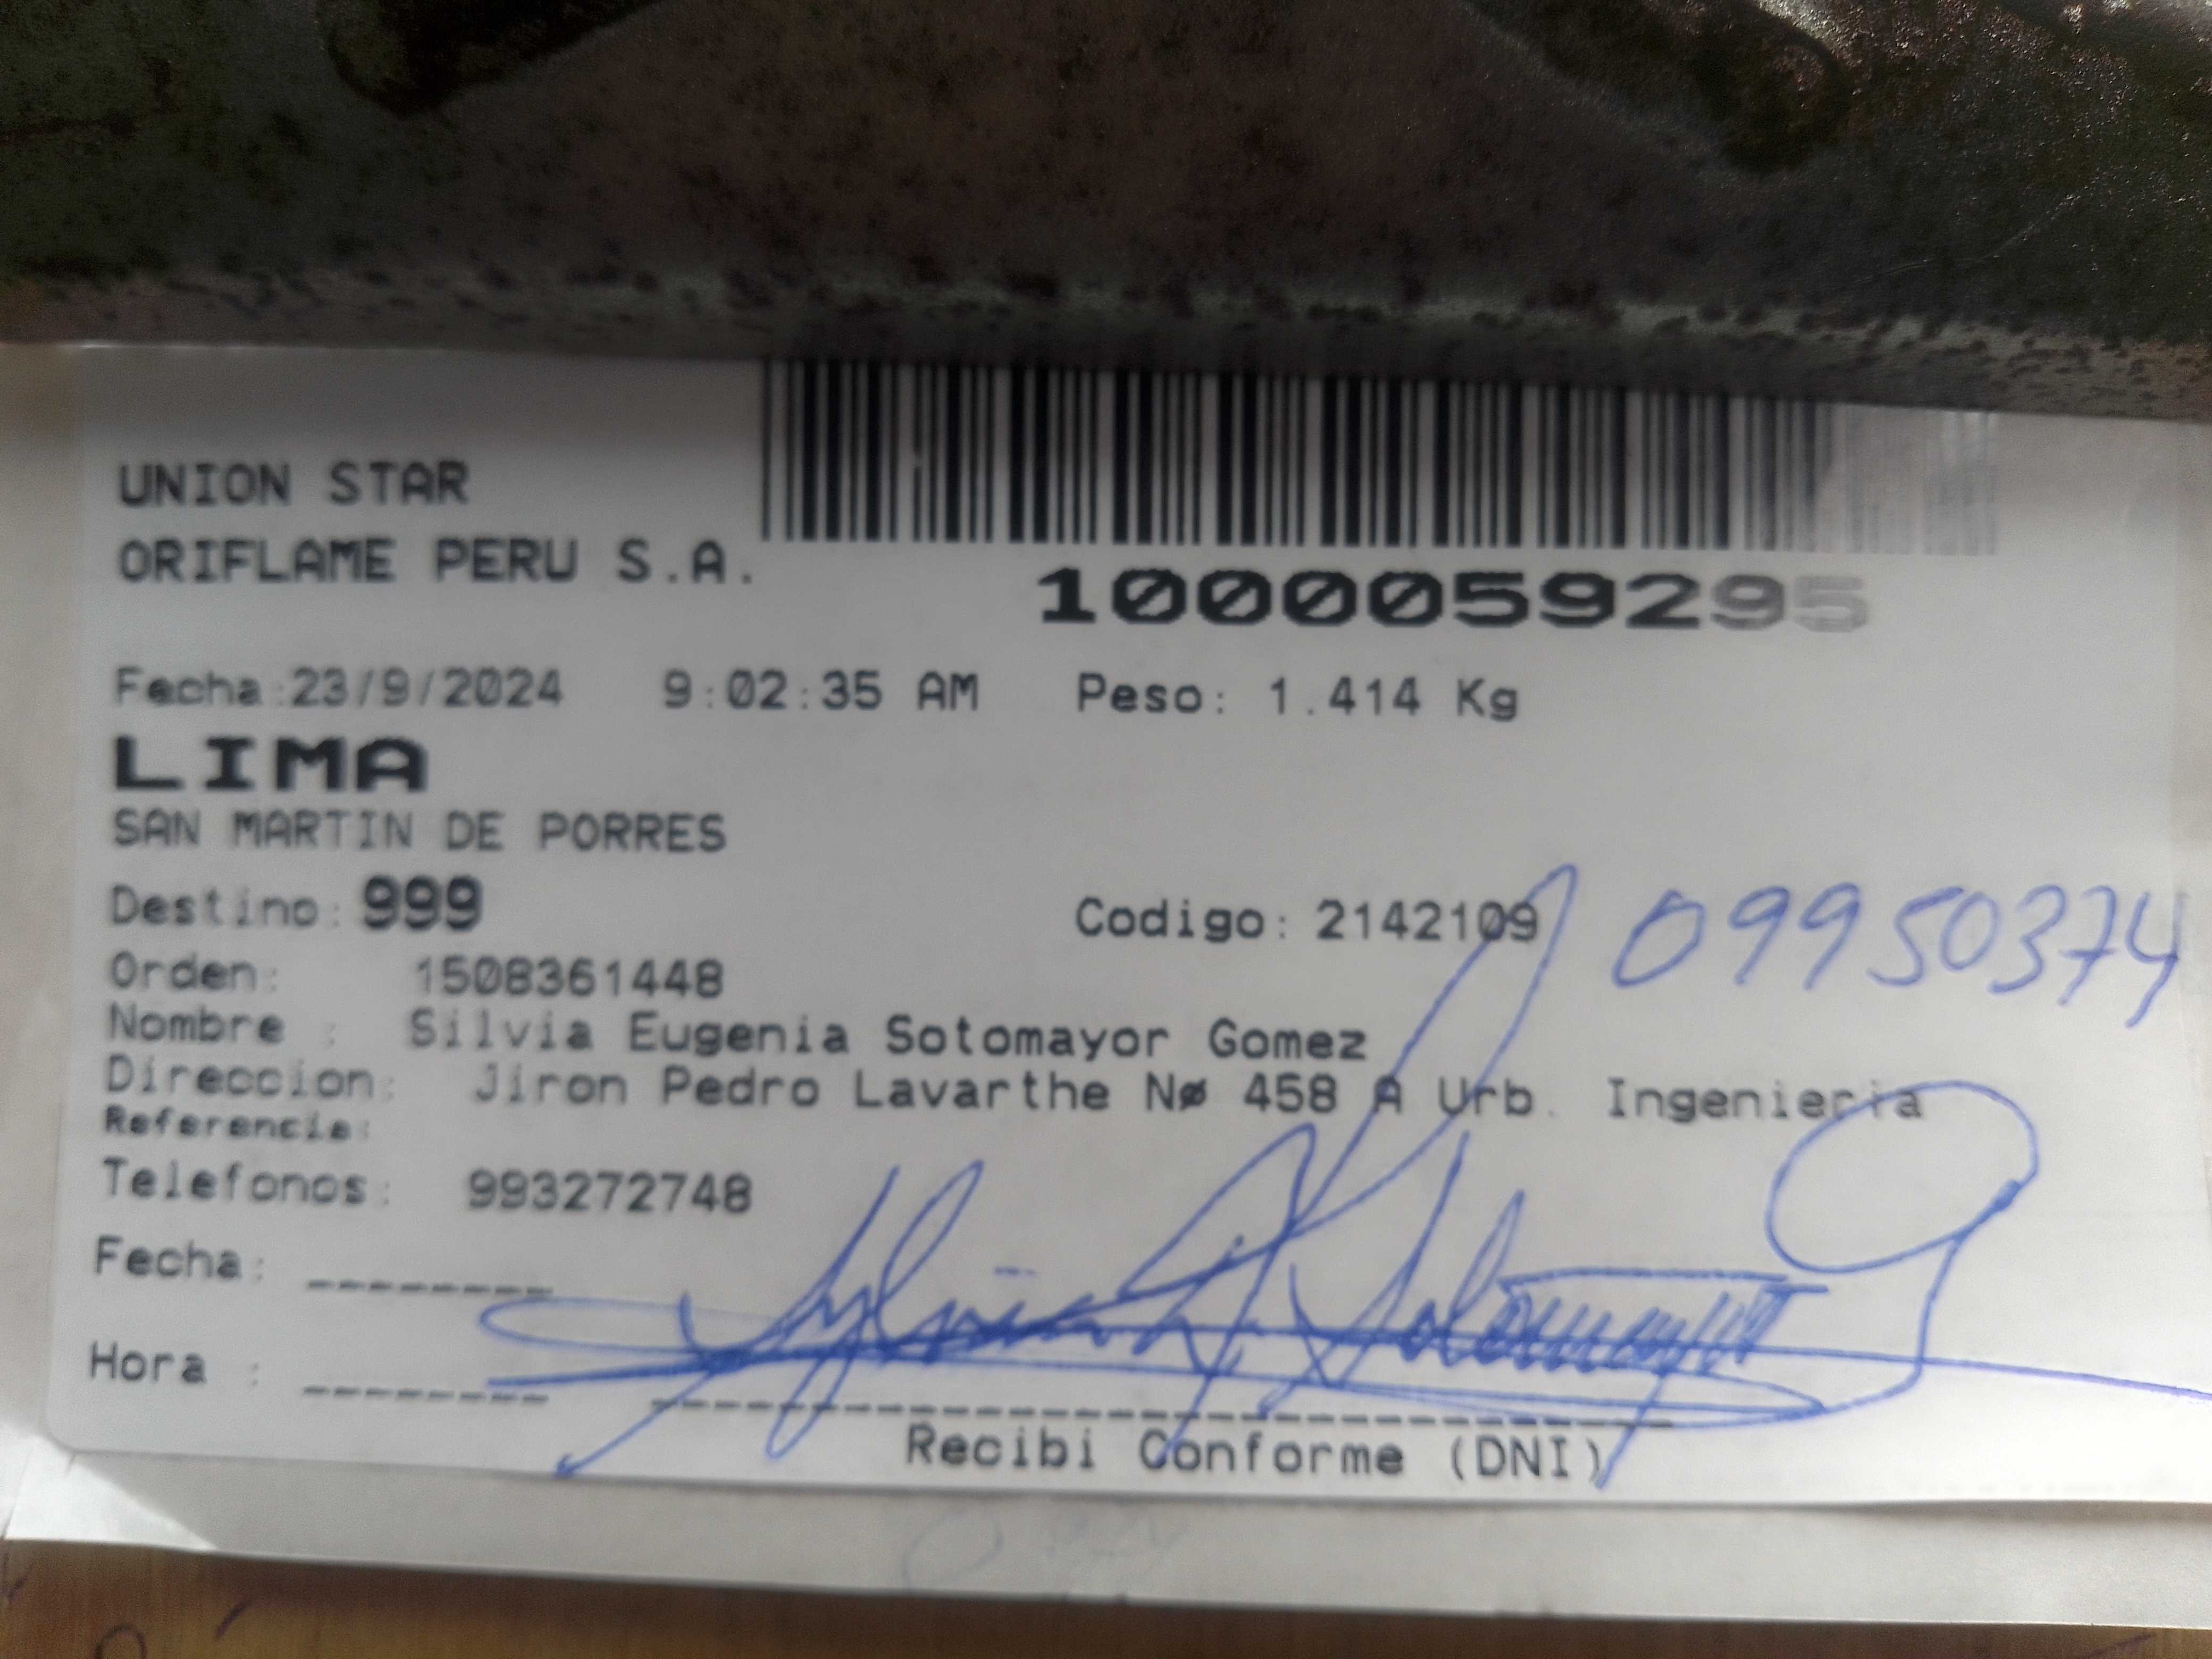 UNION STAR
ORIFLAME PERU S.A.
1000059295
Fecha:23/9/2024 9:02:35 AM Peso: 1.414 Kg
LIMA
SAN MARTIN DE PORRES
Destino: 999 Codigo: 2142109 09950374
Orden: 1508361448
Nombre : Silvia Eugenia Sotomayor Gomez
Direccion: Jiron Pedro Lavarthe Nø 458 A Urb. Ingenieria
Referencia:
Telefonos: 993272748
Fecha:
Hora :
Recibi Conforme (DNI)